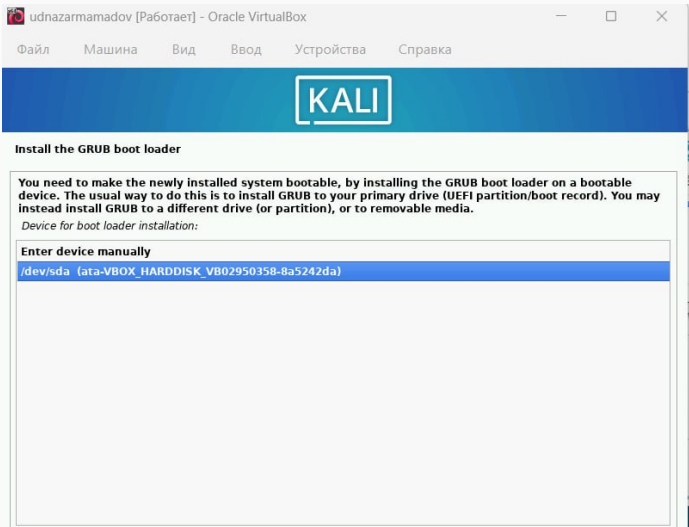 udnazarmamadov [Работает] - Oracle VirtualBox
Файл Машина Вид Ввод Устройства Справка
KALI
Install the GRUB boot loader
You need to make the newly installed system bootable, by installing the GRUB boot loader on a bootable
device. The usual way to do this is to install GRUB to your primary drive (UEFI partition/boot record). You may
instead install GRUB to a different drive (or partition), or to removable media.
Device for boot loader installation:
Enter device manually
/dev/sda (ata-VBOX_HARDDISK_VB02950358-8a5242da)